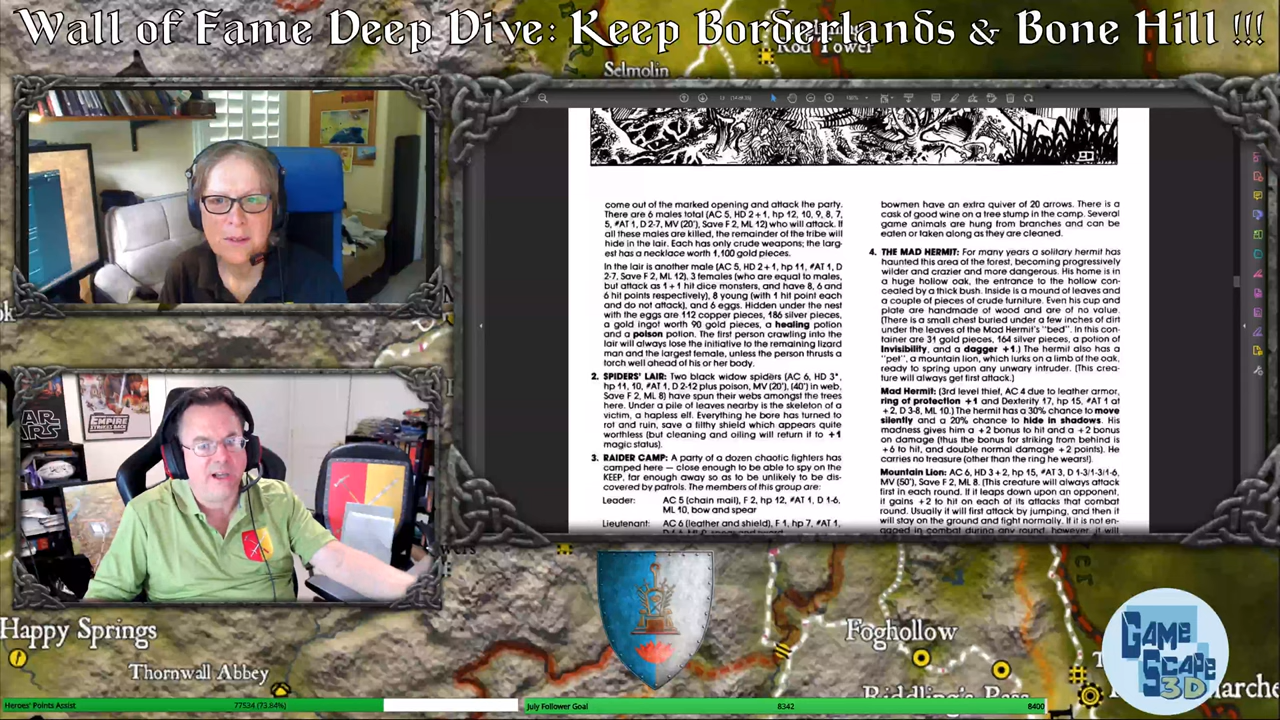 Wall of Fame Deep Dive: Keep Borderlands & Bone Hill !!!
Rod Tower
Selmolin
come out of the marked opening and attack the party.
There are 6 males total (AC 5, HD 2 + 1, hp 12, 10, 9, 8, 7,
5, #AT 1, D 2-7, MV (20'), Save F 2, ML 12) who will attack. If
all these males are killed, the remainder of the tribe will
hide in the lair. Each has only crude weapons; the larg-
est has a necklace worth 1,100 gold pieces.
In the lair is another male (AC 5, HD 2 + 1, hp 11, #AT 1, D
2-7, Save F 2, ML 12), 3 females (who are equal to males,
but attack as 1 + 1 hit dice monsters, and have 8, 6 and
6 hit points respectively), 8 young (with 1 hit point each
and do not attack), and 6 eggs. Hidden under the nest
with the eggs are 112 copper pieces, 186 silver pieces,
a gold ingot worth 90 gold pieces, a healing potion
and a poison potion. The first person crawling into the
lair will always lose the initiative to the remaining lizard
man and the largest female, unless the person thrusts a
torch well ahead of his or her body.
2. SPIDERS' LAIR: Two black widow spiders (AC 6, HD 3*,
hp 11, 10, #AT 1, D 2-12 plus poison, MV (20'), (40') in web,
Save F 2, ML 8) have spun their webs amongst the trees
here. Under a pile of leaves nearby is the skeleton of a
victim, a hapless elf. Everything he bore has turned to
rot and ruin, save a filthy shield which appears quite
worthless (but cleaning and oiling will return it to +1
magic status).
3. RAIDER CAMP: A party of a dozen chaotic fighters has
camped here — close enough to be able to spy on the
KEEP, far enough away so as to be unlikely to be dis-
covered by patrols. The members of this group are:
Leader: AC 5 (chain mail), F 2, hp 12, #AT 1, D 1-6,
ML 10, bow and spear
Lieutenant: AC 6 (leather and shield), F 1, hp 7, #AT 1,
bowmen have an extra quiver of 20 arrows. There is a
cask of good wine on a tree stump in the camp. Several
game animals are hung from branches and can be
eaten or taken along as they are cleaned.
4. THE MAD HERMIT: For many years a solitary hermit has
haunted this area of the forest, becoming progressively
wilder and crazier and more dangerous. His home is in
a huge hollow oak, the entrance to the hollow con-
cealed by a thick bush. Inside is a mound of leaves and
a couple of pieces of crude furniture. Even his cup and
plate are handmade of wood and are of no value.
(There is a small chest buried under a few inches of dirt
under the leaves of the Mad Hermit's "bed". In this con-
tainer are 31 gold pieces, 164 silver pieces, a potion of
invisibility, and a dagger +1.) The hermit also has a
"pet", a mountain lion, which lurks on a limb of the oak,
ready to spring upon any unwary intruder. (This crea-
ture will always get first attack.)
Mad Hermit: (3rd level thief, AC 4 due to leather armor,
ring of protection +1 and Dexterity 17, hp 15, #AT 1 at
+2, D 3-8, ML 10.) The hermit has a 30% chance to move
silently and a 20% chance to hide in shadows. His
madness gives him a +2 bonus to hit and a +2 bonus
on damage (thus the bonus for striking from behind is
+6 to hit, and double normal damage +2 points). He
carries no treasure (other than the ring he wears!).
Mountain Lion: AC 6, HD 3 + 2, hp 15, #AT 3, D 1-3/1-3/1-6,
MV (50'), Save F 2, ML 8. (This creature will always attack
first in each round. If it leaps down upon an opponent,
it gains +2 to hit on each of its attacks that combat
round. Usually it will first attack by jumping, and then it
will stay on the ground and fight normally. If it is not en-
gaged in combat during any round, however, it will
STAR
WARS
EMPIRE
STRIKES
BACK
Happy Springs
Thornwall Abbey
Foghollow
GAME
SCAPE
3D
Heroes' Points Assist 77534 (73.84%)
July Follower Goal 8342 8400